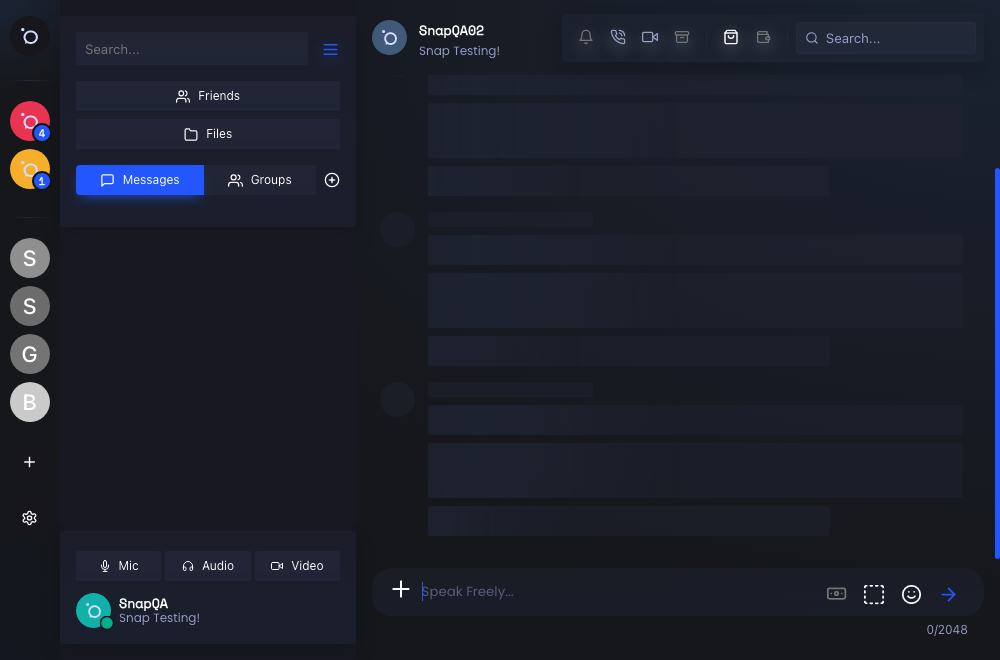 4
1
S
S
G
B
Search...
Friends
Files
Messages
Groups
Mic
Audio
Video
SnapQA
Snap Testing!
SnapQA02
Snap Testing!
Search...
Speak Freely...
0/2048